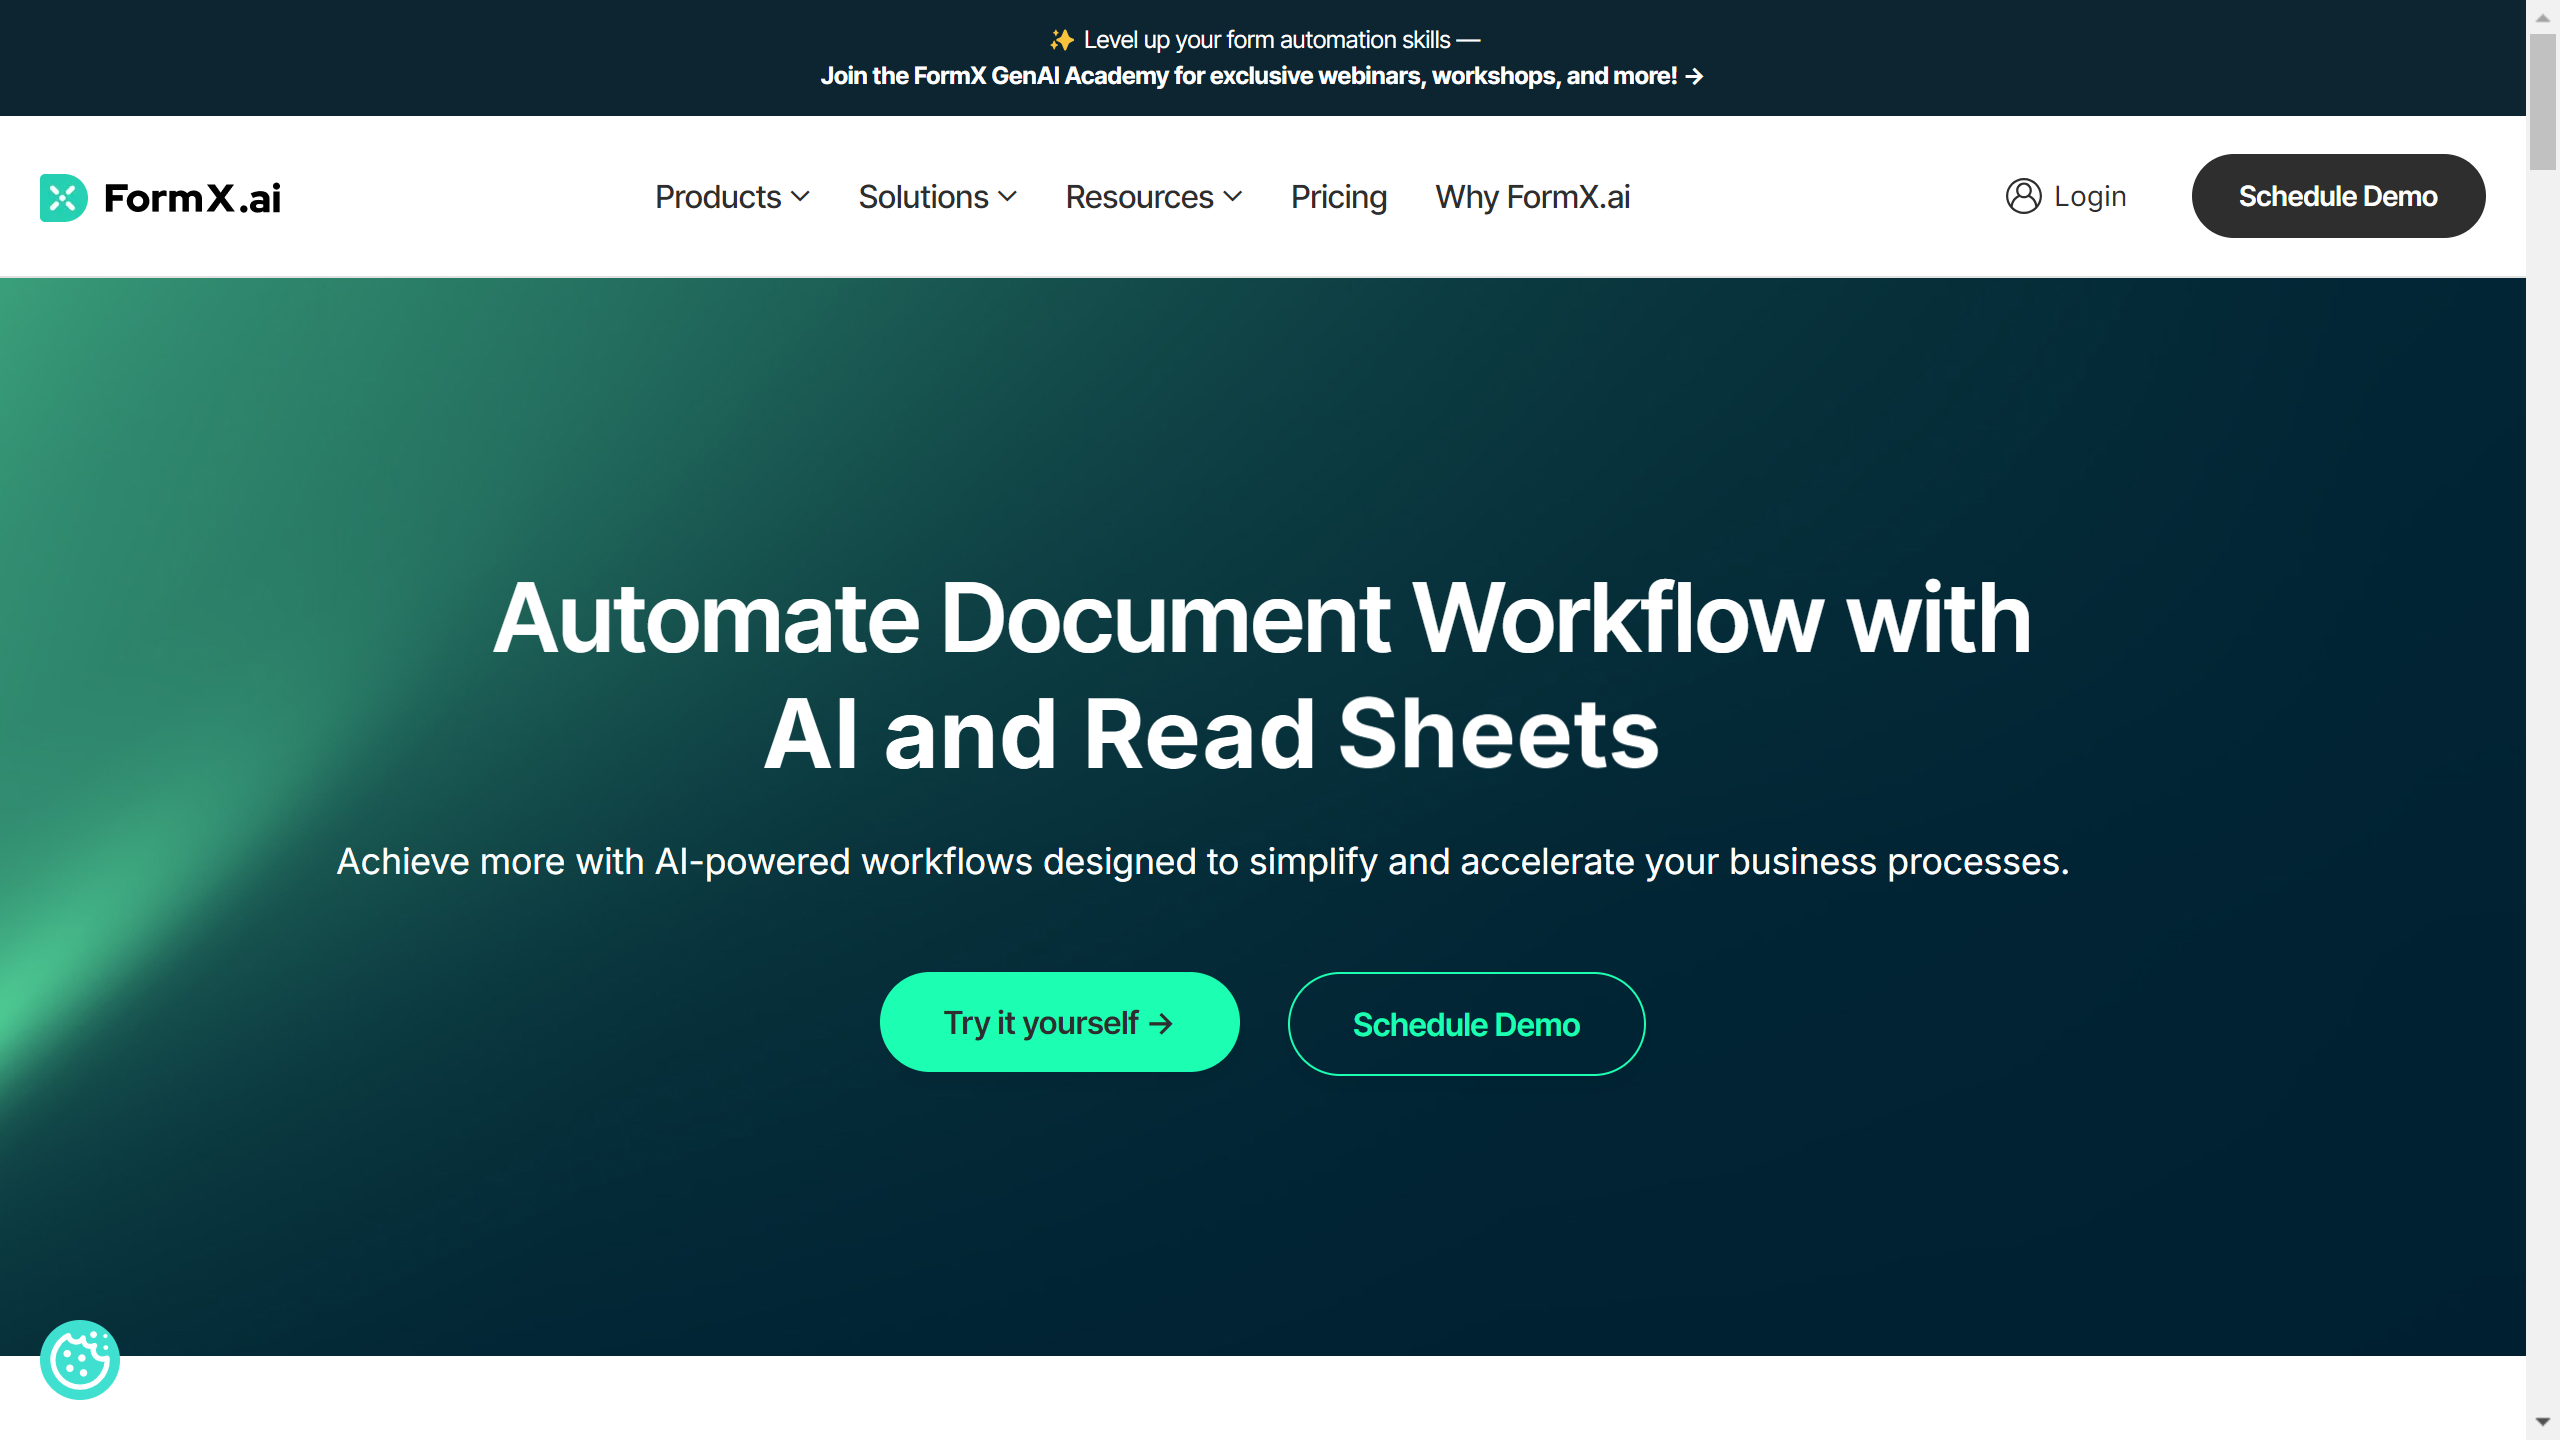 ✨ Level up your form automation skills —
Join the FormX GenAI Academy for exclusive webinars, workshops, and more! →
FormX.ai
Products
Solutions
Resources
Pricing
Why FormX.ai
Login
Schedule Demo
Automate Document Workflow with
AI and Read Sheets
Achieve more with AI-powered workflows designed to simplify and accelerate your business processes.
Try it yourself →
Schedule Demo